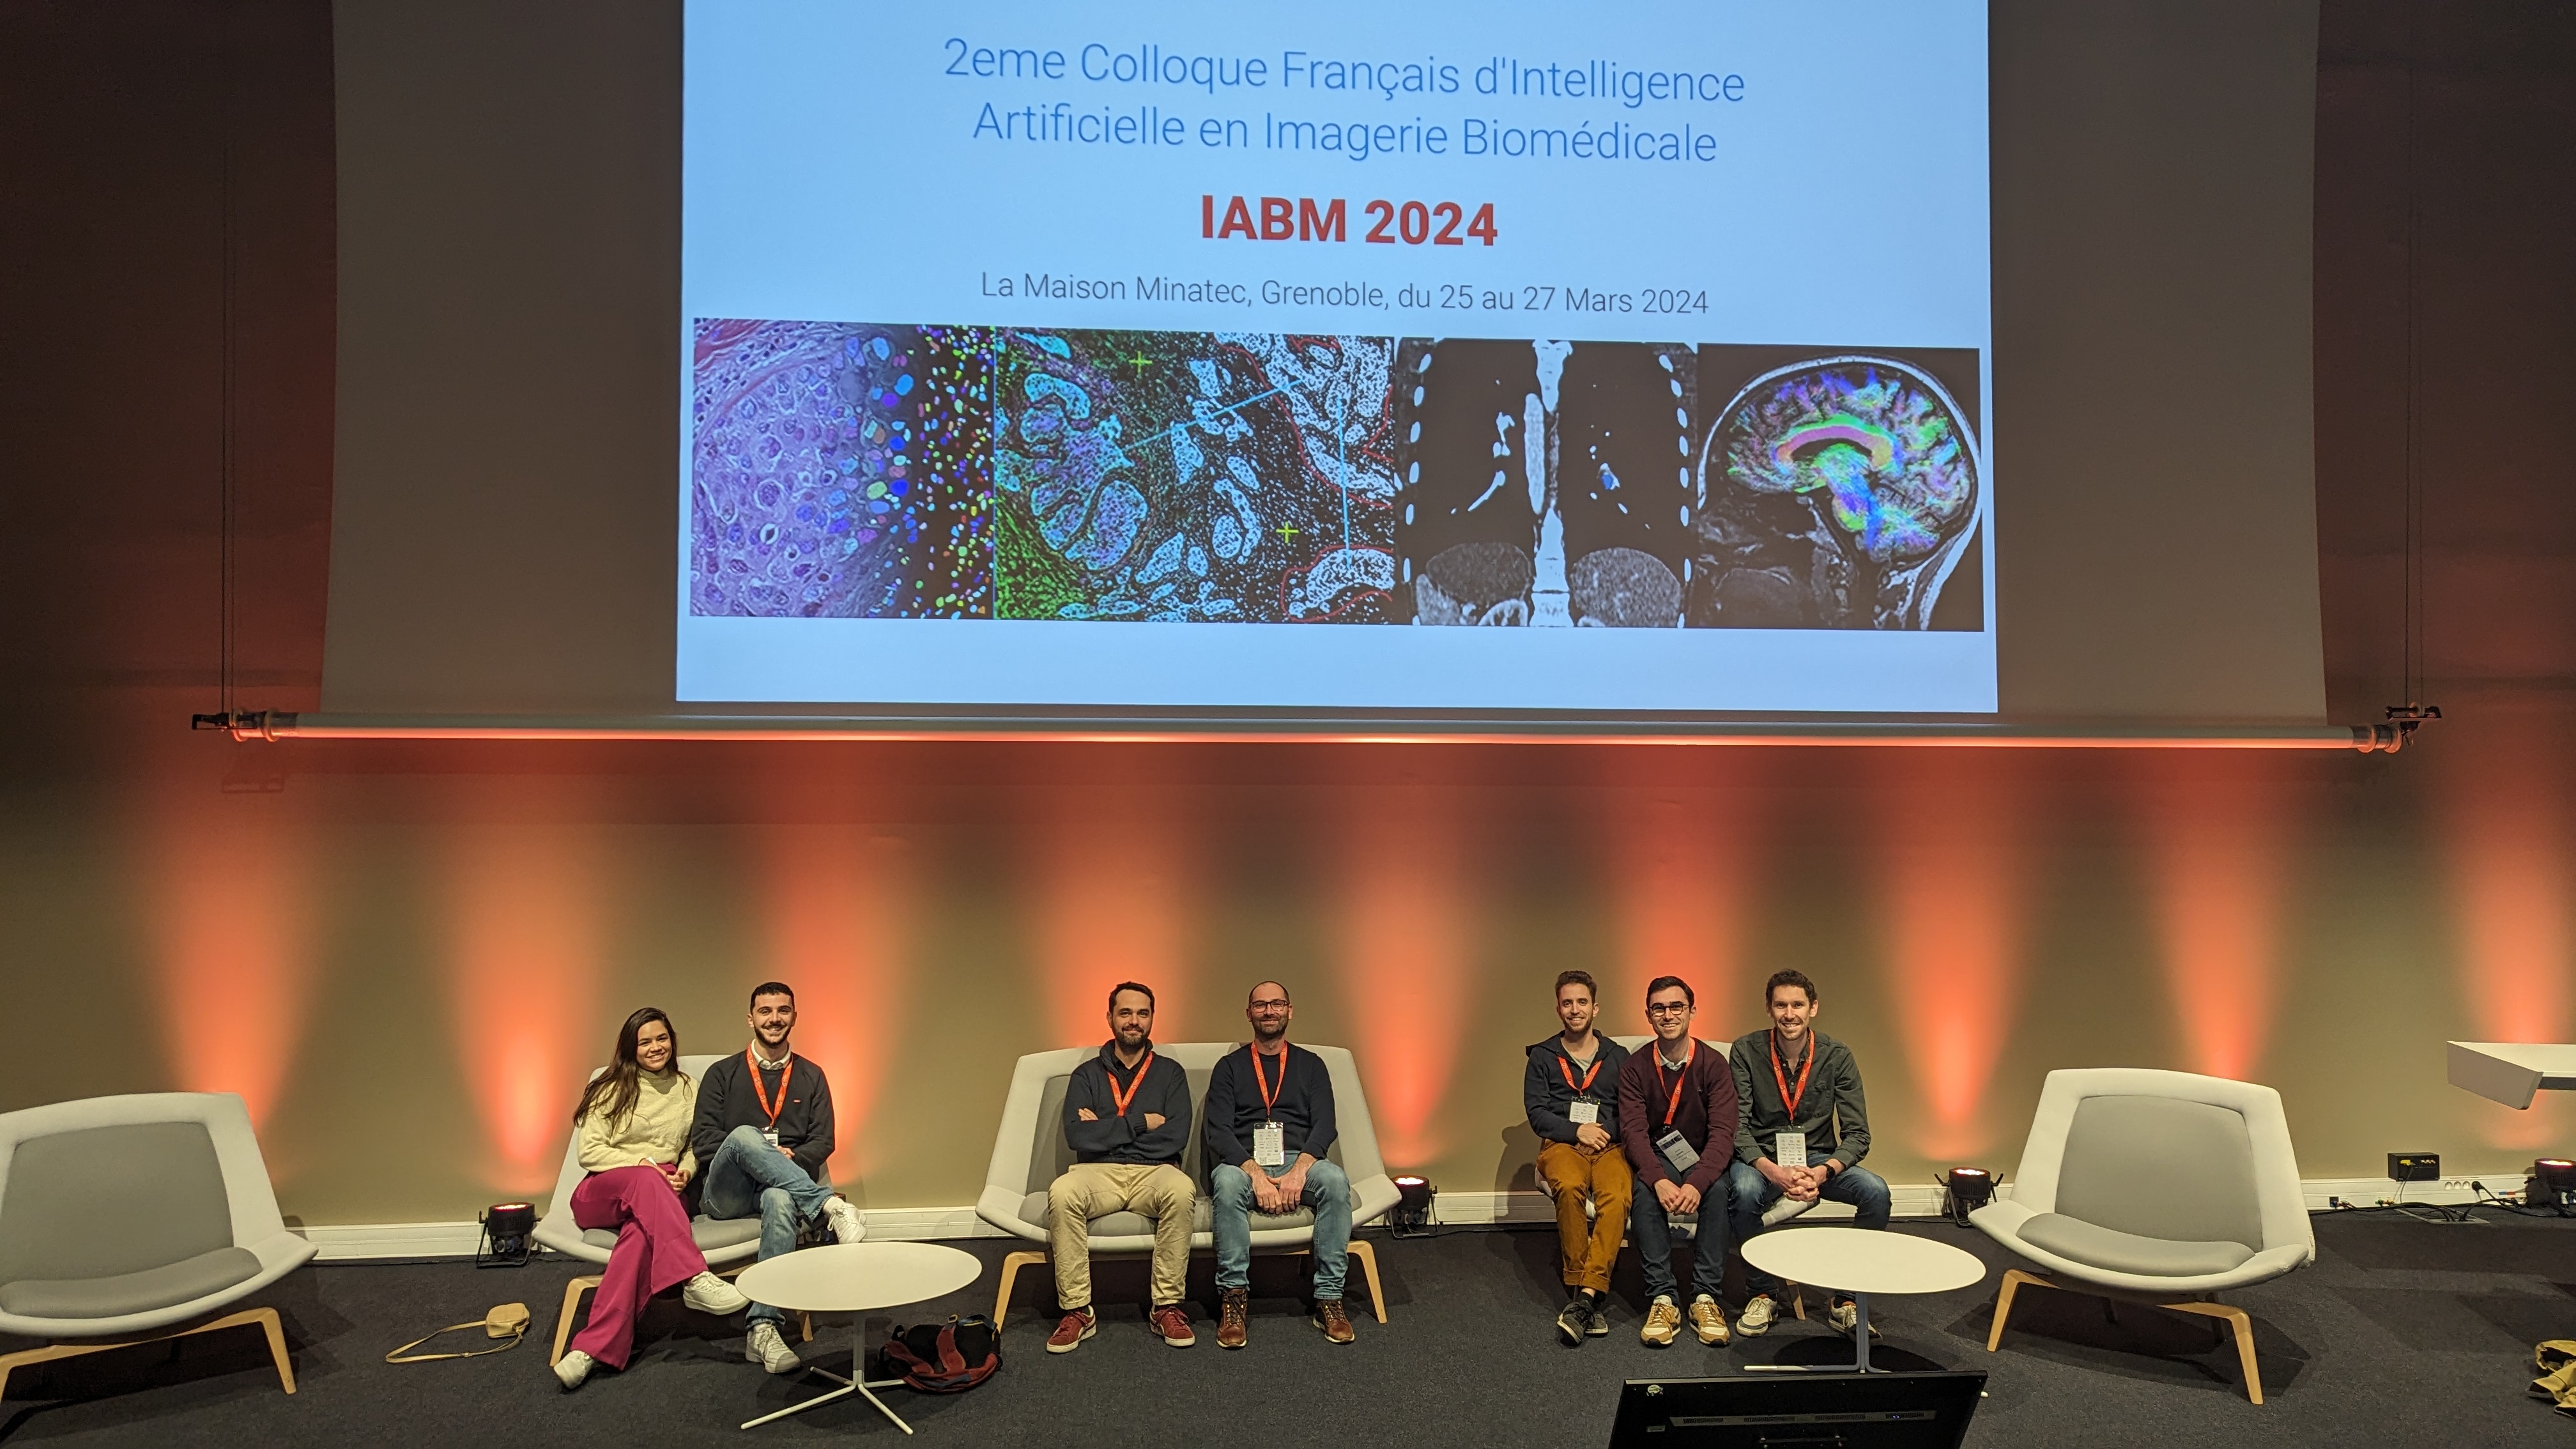 2eme Colloque Français d'Intelligence
Artificielle en Imagerie Biomédicale
IABM 2024
La Maison Minatec, Grenoble, du 25 au 27 Mars 2024